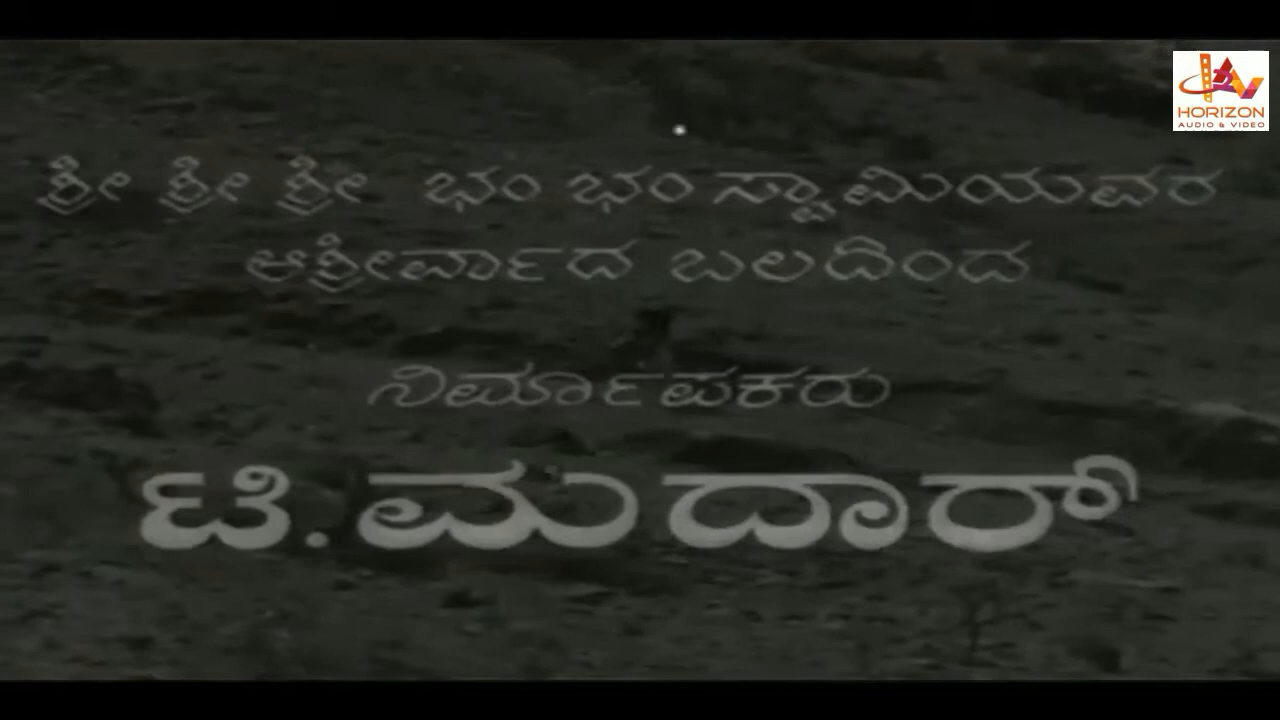 HORIZON
AUDIO & VIDEO
ಶ್ರೀ ಶ್ರೀ ಶ್ರೀ ಭಂ ಭಂ ಸ್ವಾಮಿಯವರ
ಆಶ್ರೀರ್ವಾದ ಬಲದಿಂದ
ನಿರ್ಮಾಪಕರು
ಟಿ.ಮದಾರ್